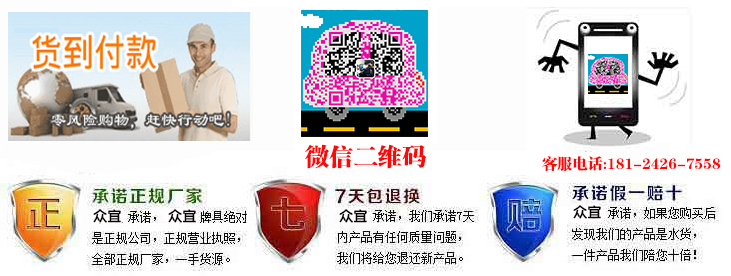 货到付款
零风险购物，赶快行动吧！
微信二维码
客服电话:181-2426-7558
正
承诺正规厂家
众宜 承诺， 众宜 牌具绝对
是正规公司，正规营业执照，
全部正规厂家，一手货源。
七
7天包退换
众宜 承诺，我们承诺7天
内产品有任何质量问题，
我们将给您退还新产品。
赔
承诺假一赔十
众宜 承诺，如果您购买后
发现我们的产品是水货，
一件产品我们赔您十倍！